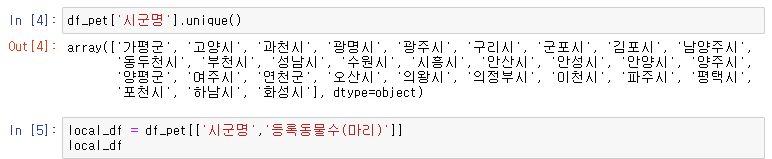 In [4]: df_pet['시군명'].unique()
Out[4]: array(['가평군', '고양시', '과천시', '광명시', '광주시', '구리시', '군포시', '김포시', '남양주시',
'동두천시', '부천시', '성남시', '수원시', '시흥시', '안산시', '안성시', '안양시', '양주시',
'양평군', '여주시', '연천군', '오산시', '의왕시', '의정부시', '이천시', '파주시', '평택시',
'포천시', '하남시', '화성시'], dtype=object)
In [5]: local_df = df_pet[['시군명','등록동물수(마리)']]
local_df